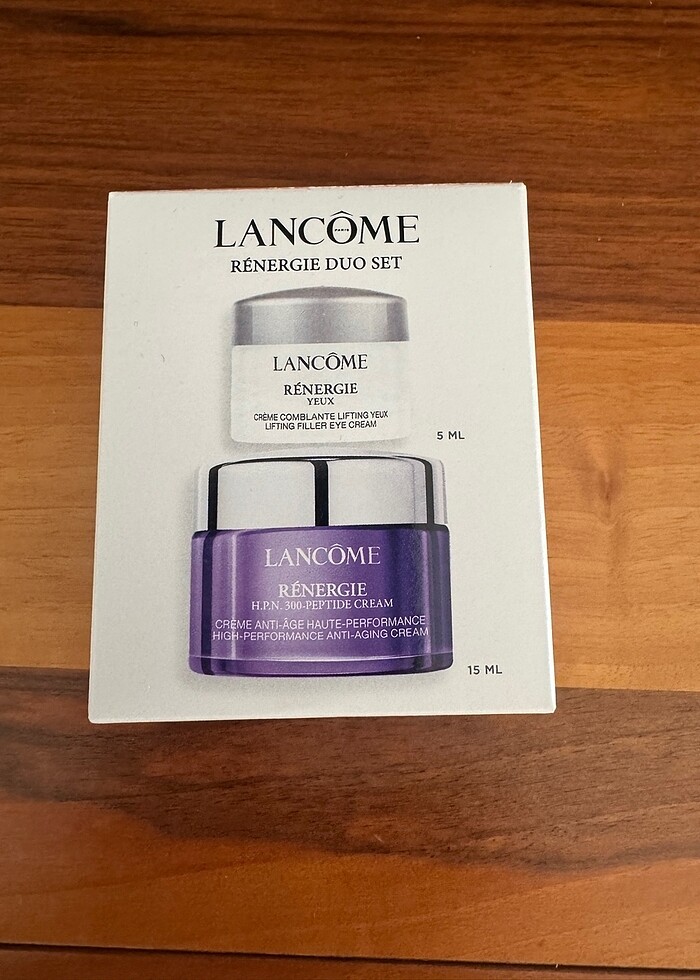 LANCÔME
PARIS
RÉNERGIE DUO SET
LANCÔME
RÉNERGIE
YEUX
CRÈME COMBLANTE LIFTING YEUX
LIFTING FILLER EYE CREAM
5 ML
LANCÔME
RÉNERGIE
H.P.N. 300-PEPTIDE CREAM
CRÈME ANTI-ÂGE HAUTE-PERFORMANCE
HIGH-PERFORMANCE ANTI-AGING CREAM
15 ML